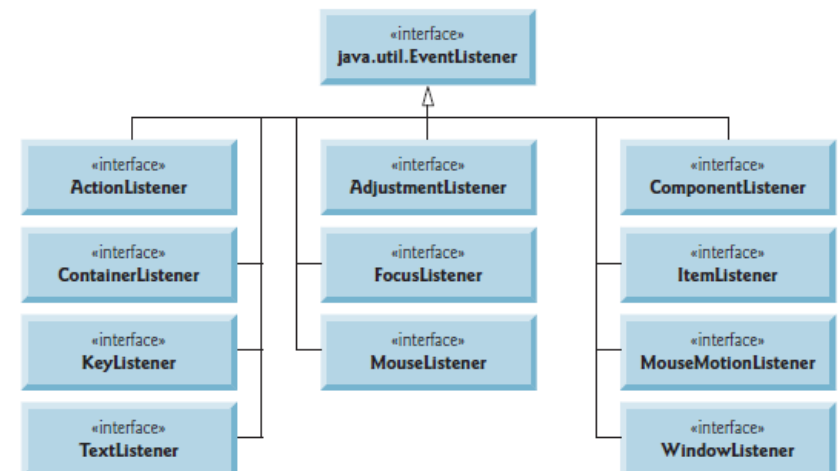 «interface»
java.util.EventListener
«interface»
ActionListener
«interface»
AdjustmentListener
«interface»
ComponentListener
«interface»
ContainerListener
«interface»
FocusListener
«interface»
ItemListener
«interface»
KeyListener
«interface»
MouseListener
«interface»
MouseMotionListener
«interface»
TextListener
«interface»
WindowListener